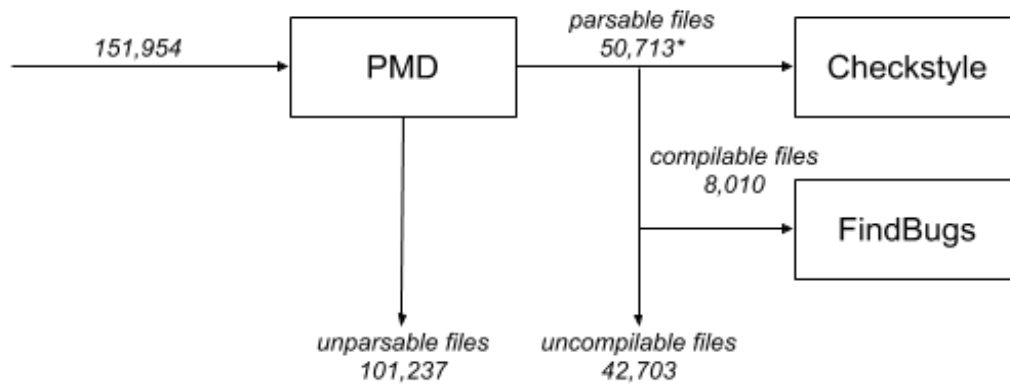 151,954
PMD
parsable files
50,713*
Checkstyle
compilable files
8,010
FindBugs
unparsable files
101,237
uncompilable files
42,703